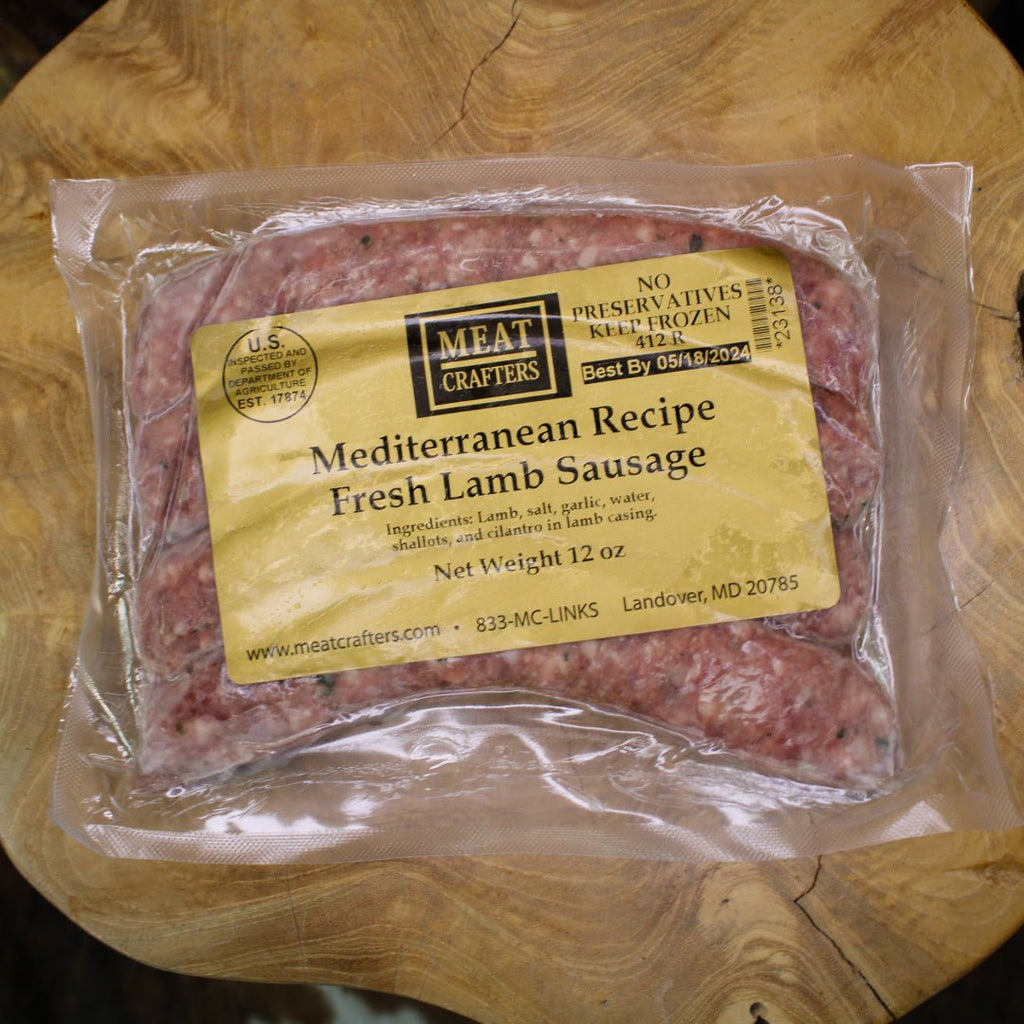 U.S.
INSPECTED AND
PASSED BY
DEPARTMENT OF
AGRICULTURE
EST. 17874
MEAT
CRAFTERS
NO
PRESERVATIVES
KEEP FROZEN
412 R
Best By 05/18/2024
*23138*
Mediterranean Recipe
Fresh Lamb Sausage
Ingredients: Lamb, salt, garlic, water,
shallots, and cilantro in lamb casing.
Net Weight 12 oz
www.meatcrafters.com • 833-MC-LINKS Landover, MD 20785